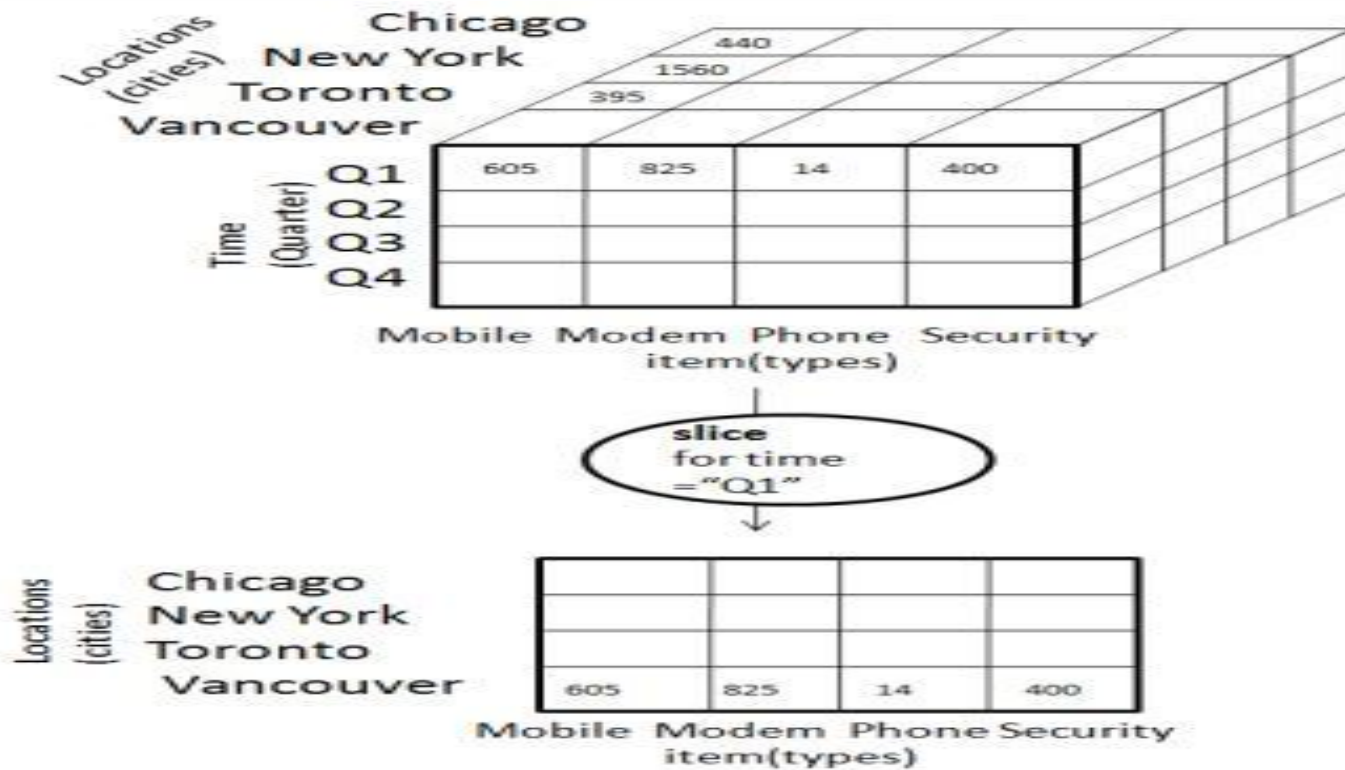 Locations
(cities)
Chicago
New York
Toronto
Vancouver
440
1560
395
Time
(Quarter)
Q1 605 825 14 400
Q2
Q3
Q4
Mobile Modem Phone Security
item(types)
slice
for time
="Q1"
Locations
(cities)
Chicago
New York
Toronto
Vancouver 605 825 14 400
Mobile Modem Phone Security
item(types)